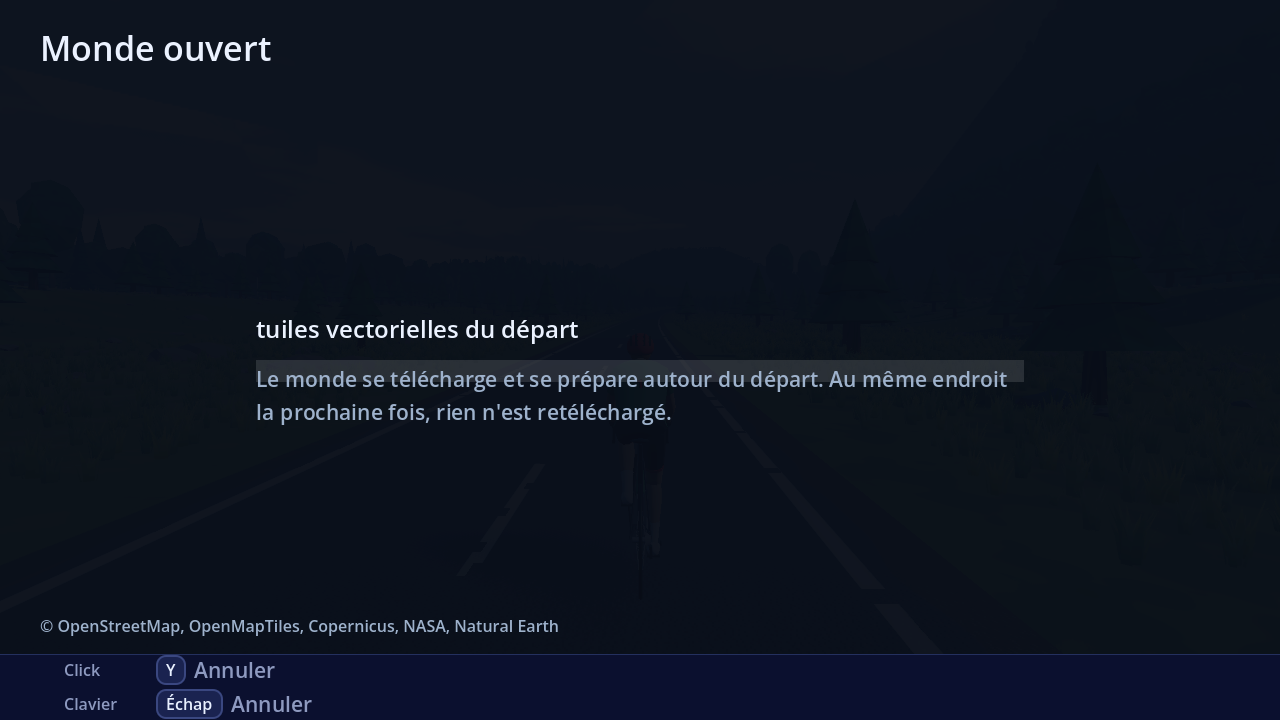 Monde ouvert
tuiles vectorielles du départ
Le monde se télécharge et se prépare autour du départ. Au même endroit
la prochaine fois, rien n'est retéléchargé.
© OpenStreetMap, OpenMapTiles, Copernicus, NASA, Natural Earth
Click Y Annuler
Clavier Échap Annuler